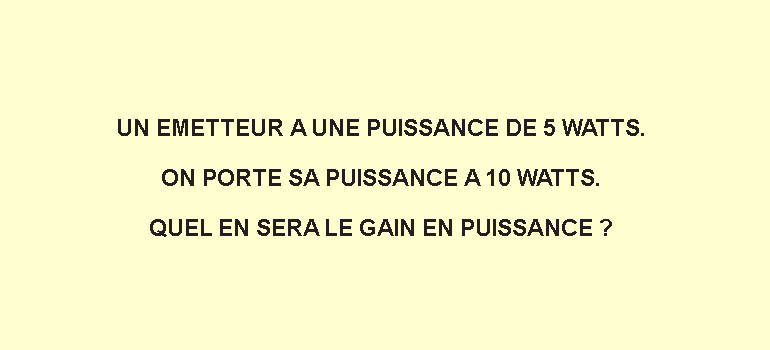 UN EMETTEUR A UNE PUISSANCE DE 5 WATTS.
ON PORTE SA PUISSANCE A 10 WATTS.
QUEL EN SERA LE GAIN EN PUISSANCE ?